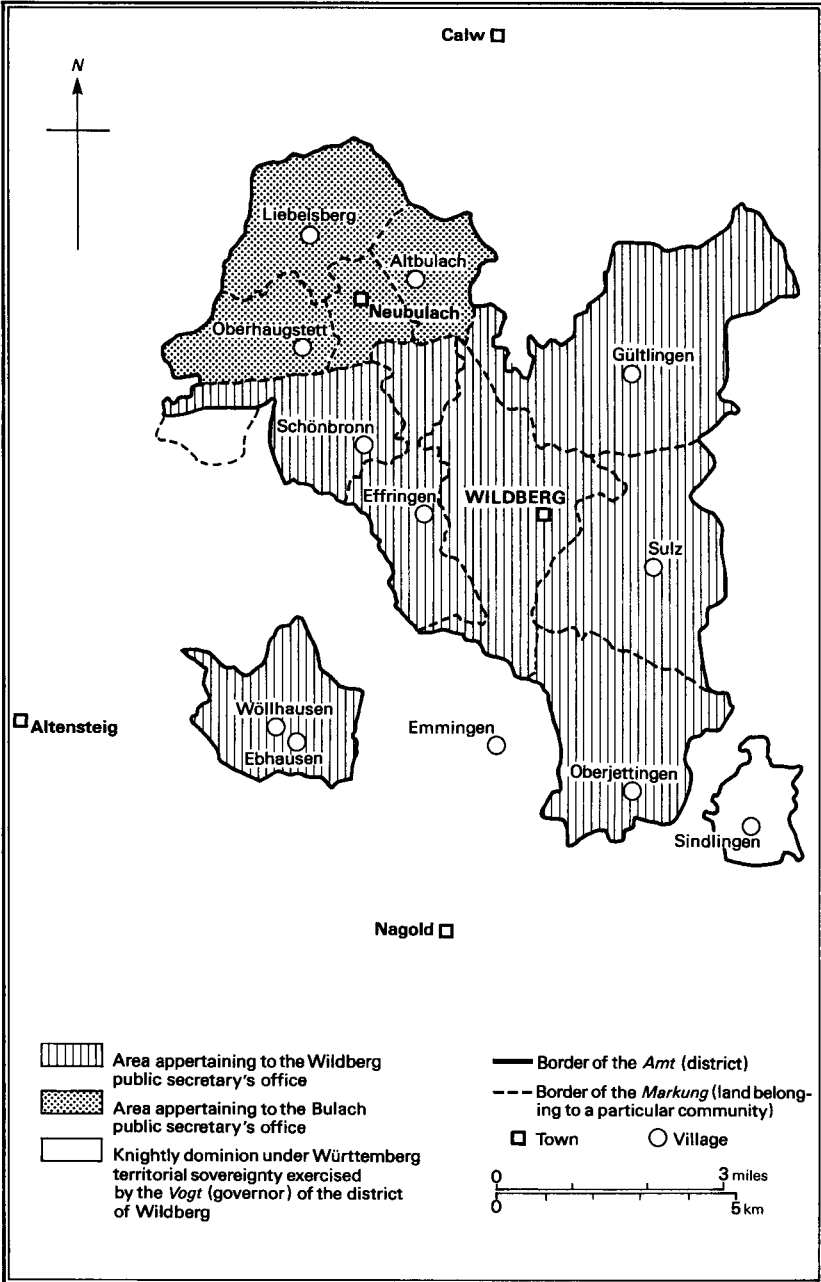 Calw
N
Liebelsberg
Altbulach
Neubulach
Oberhaugstett
Gültlingen
Schönbronn
Effringen
WILDBERG
Sulz
Wöllhausen
Altensteig
Emmingen
Ebhausen
Oberjettingen
Sindlingen
Nagold
Area appertaining to the Wildberg
public secretary's office
Area appertaining to the Bulach
public secretary's office
Knightly dominion under Württemberg
territorial sovereignty exercised
by the Vogt (governor) of the district
of Wildberg
Border of the Amt (district)
Border of the Markung (land belong-
ing to a particular community)
Town Village
0 3 miles
0 5 km